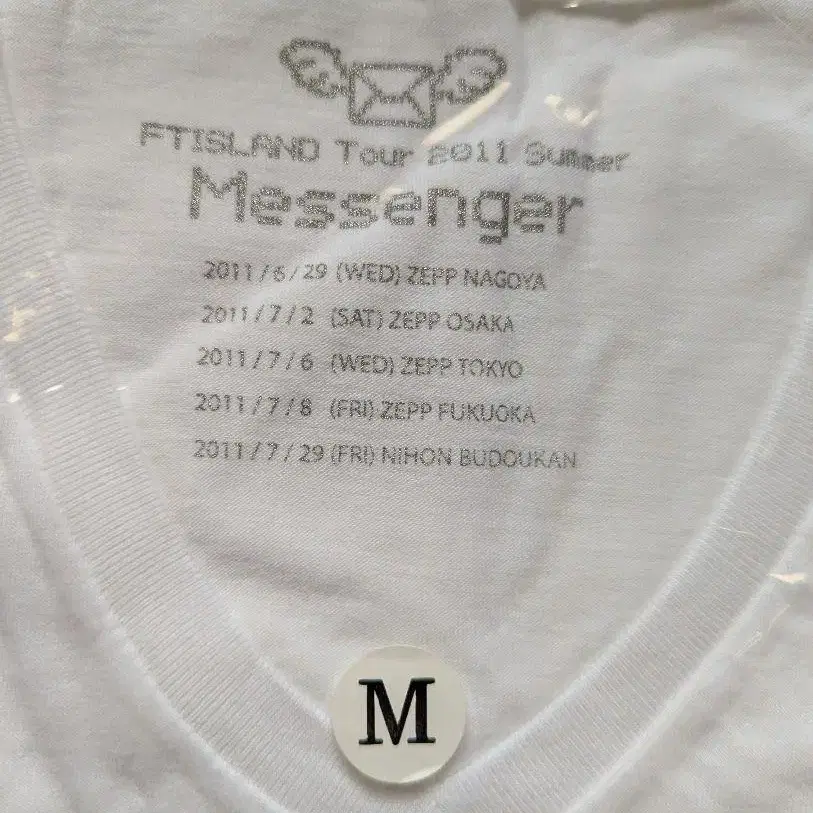 FTISLAND Tour 2011 Summer
Messenger
2011/6/29 (WED) ZEPP NAGOYA
2011/7/2 (SAT) ZEPP OSAKA
2011/7/6 (WED) ZEPP TOKYO
2011/7/8 (FRI) ZEPP FUKUOKA
2011/7/29 (FRI) NIHON BUDOUKAN
M